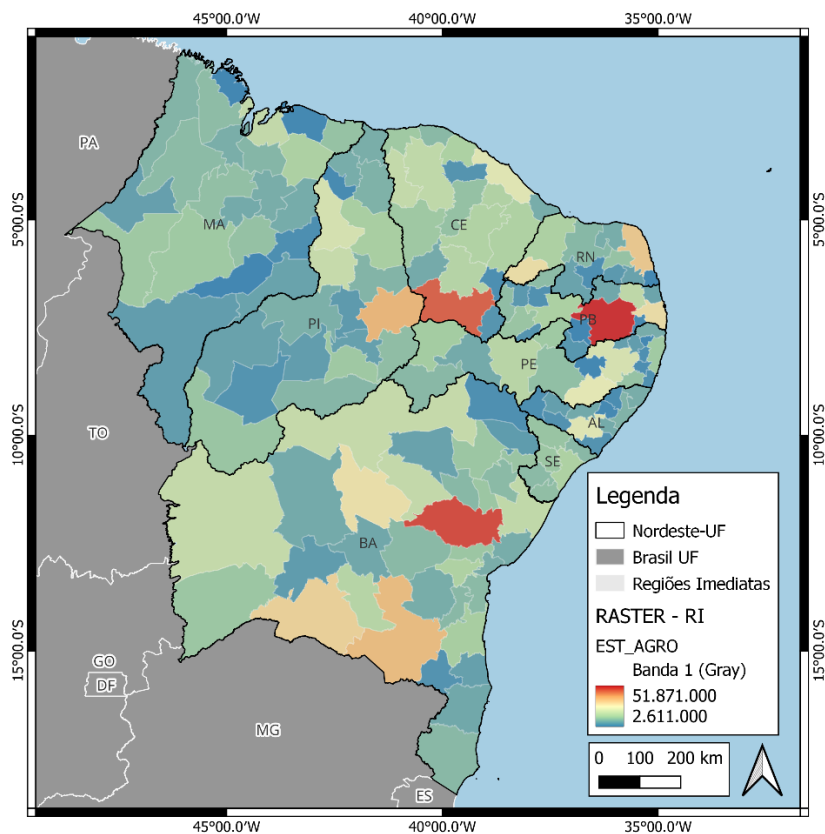 45°00.0'W 40°00.0'W 35°00.0'W
PA
MA
CE
5°00.0'S
5°00.0'S
RN
PI
PB
PE
TO
AL
10°00.0'S
10°00.0'S
SE
BA
GO
DF
MG
ES
15°00.0'S
15°00.0'S
Legenda
Nordeste-UF
Brasil UF
Regiões Imediatas
RASTER - RI
EST_AGRO
Banda 1 (Gray)
51.871.000
2.611.000
0 100 200 km
45°00.0'W 40°00.0'W 35°00.0'W